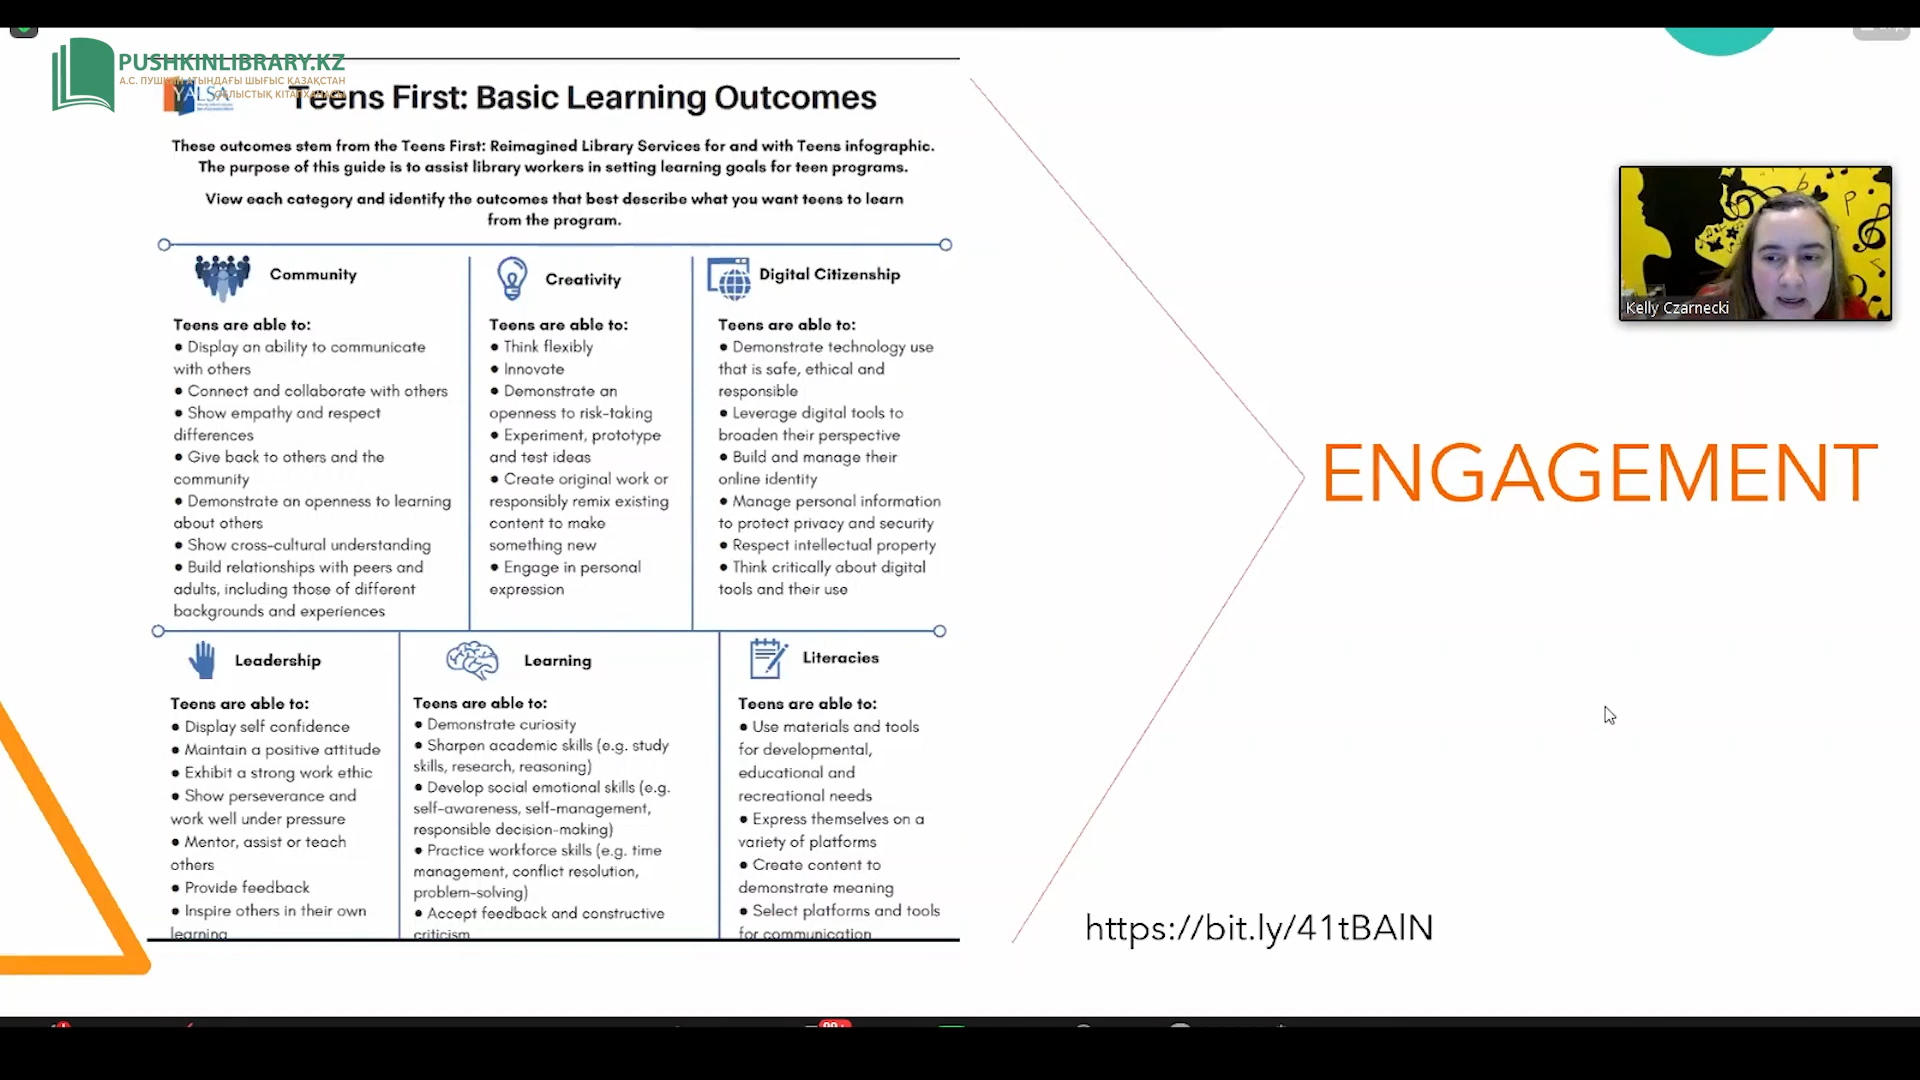 PUSHKINLIBRARY.KZ
А.С. ПУШКИН АТЫНДАҒЫ ШЫҒЫС ҚАЗАҚСТАН
ОБЛЫСТЫҚ КІТАПХАНАСЫ
YALSA
Teens First: Basic Learning Outcomes
These outcomes stem from the Teens First: Reimagined Library Services for and with Teens infographic.
The purpose of this guide is to assist library workers in setting learning goals for teen programs.
View each category and identify the outcomes that best describe what you want teens to learn
from the program.
Community
Teens are able to:
● Display an ability to communicate
with others
● Connect and collaborate with others
● Show empathy and respect
differences
● Give back to others and the
community
● Demonstrate an openness to learning
about others
● Show cross-cultural understanding
● Build relationships with peers and
adults, including those of different
backgrounds and experiences
Creativity
Teens are able to:
● Think flexibly
● Innovate
● Demonstrate an
openness to risk-taking
● Experiment, prototype
and test ideas
● Create original work or
responsibly remix existing
content to make
something new
● Engage in personal
expression
Digital Citizenship
Teens are able to:
● Demonstrate technology use
that is safe, ethical and
responsible
● Leverage digital tools to
broaden their perspective
● Build and manage their
online identity
● Manage personal information
to protect privacy and security
● Respect intellectual property
● Think critically about digital
tools and their use
Leadership
Teens are able to:
● Display self confidence
● Maintain a positive attitude
● Exhibit a strong work ethic
● Show perseverance and
work well under pressure
● Mentor, assist or teach
others
● Provide feedback
● Inspire others in their own
learning
Learning
Teens are able to:
● Demonstrate curiosity
● Sharpen academic skills (e.g. study
skills, research, reasoning)
● Develop social emotional skills (e.g.
self-awareness, self-management,
responsible decision-making)
● Practice workforce skills (e.g. time
management, conflict resolution,
problem-solving)
● Accept feedback and constructive
criticism
Literacies
Teens are able to:
● Use materials and tools
for developmental,
educational and
recreational needs
● Express themselves on a
variety of platforms
● Create content to
demonstrate meaning
● Select platforms and tools
for communication
Kelly Czarnecki
ENGAGEMENT
https://bit.ly/41tBAlN